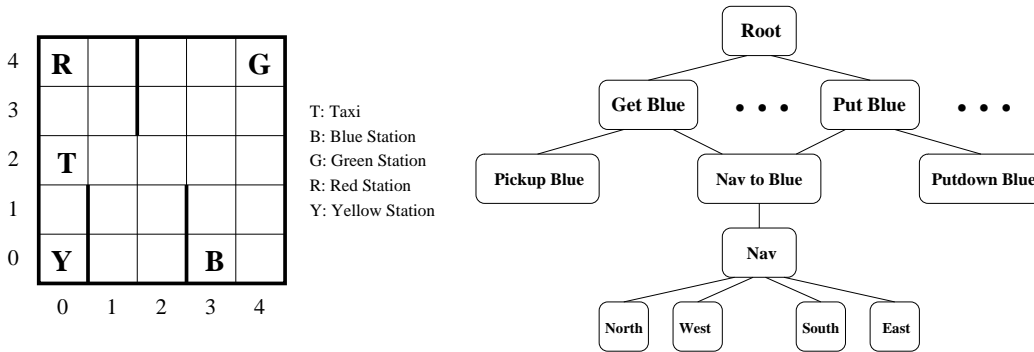 4 R G
3
2 T
1
0 Y B
0 1 2 3 4
T: Taxi
B: Blue Station
G: Green Station
R: Red Station
Y: Yellow Station
Root
Get Blue • • • Put Blue • • •
Pickup Blue Nav to Blue Putdown Blue
Nav
North West South East